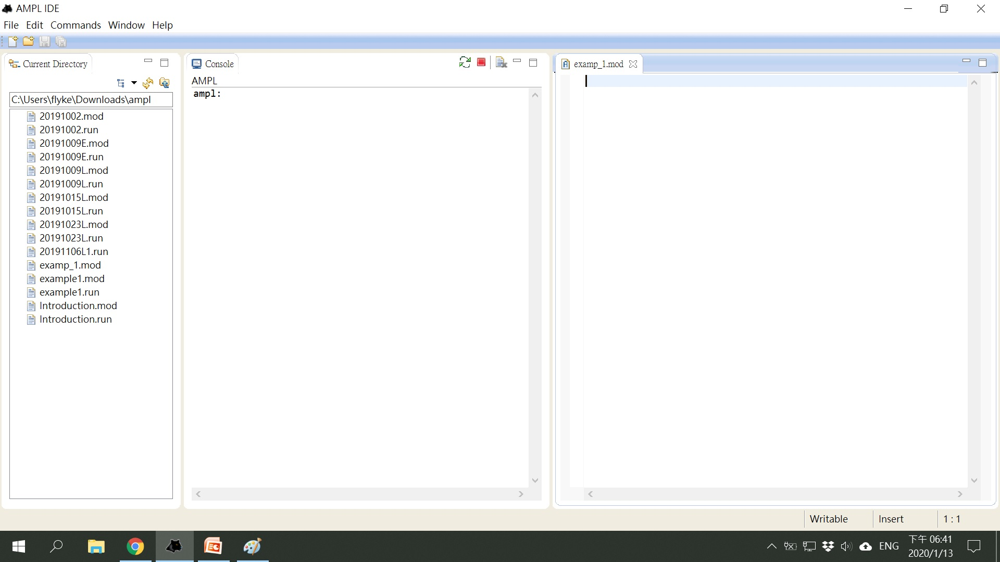 AMPL IDE
File Edit Commands Window Help
Current Directory
C:\Users\flyke\Downloads\ampl
20191002.mod
20191002.run
20191009E.mod
20191009E.run
20191009L.mod
20191009L.run
20191015L.mod
20191015L.run
20191023L.mod
20191023L.run
20191106L1.run
examp_1.mod
example1.mod
example1.run
Introduction.mod
Introduction.run
Console
AMPL
ampl:
examp_1.mod
Writable Insert 1 : 1
ENG
下午 06:41
2020/1/13